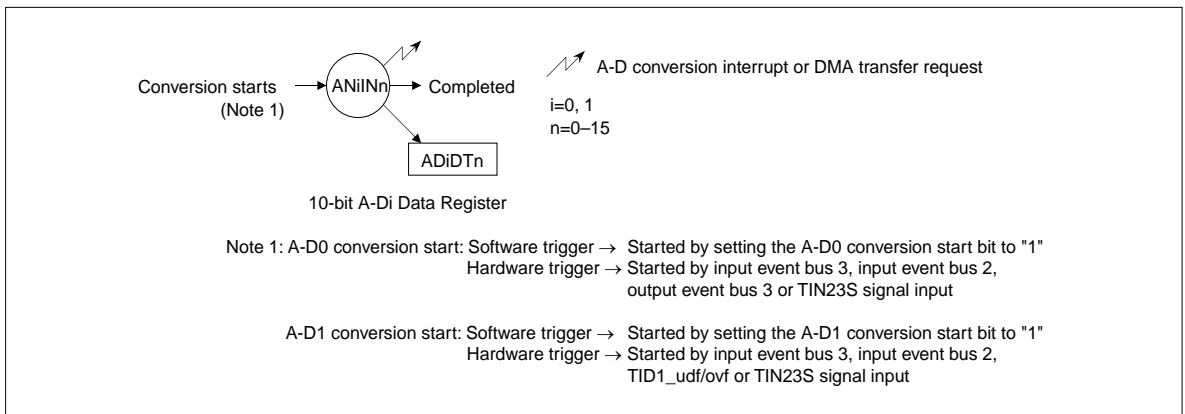 A-D conversion interrupt or DMA transfer request
Conversion starts
(Note 1)
ANiINn
Completed
i=0, 1
n=0–15
ADiDTn
10-bit A-Di Data Register
Note 1: A-D0 conversion start: Software trigger → Started by setting the A-D0 conversion start bit to "1"
Hardware trigger → Started by input event bus 3, input event bus 2,
output event bus 3 or TIN23S signal input
A-D1 conversion start: Software trigger → Started by setting the A-D1 conversion start bit to "1"
Hardware trigger → Started by input event bus 3, input event bus 2,
TID1_udf/ovf or TIN23S signal input